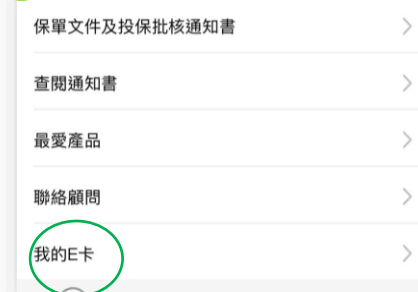 保單文件及投保批核通知書
查閱通知書
最愛產品
聯絡顧問
我的E卡